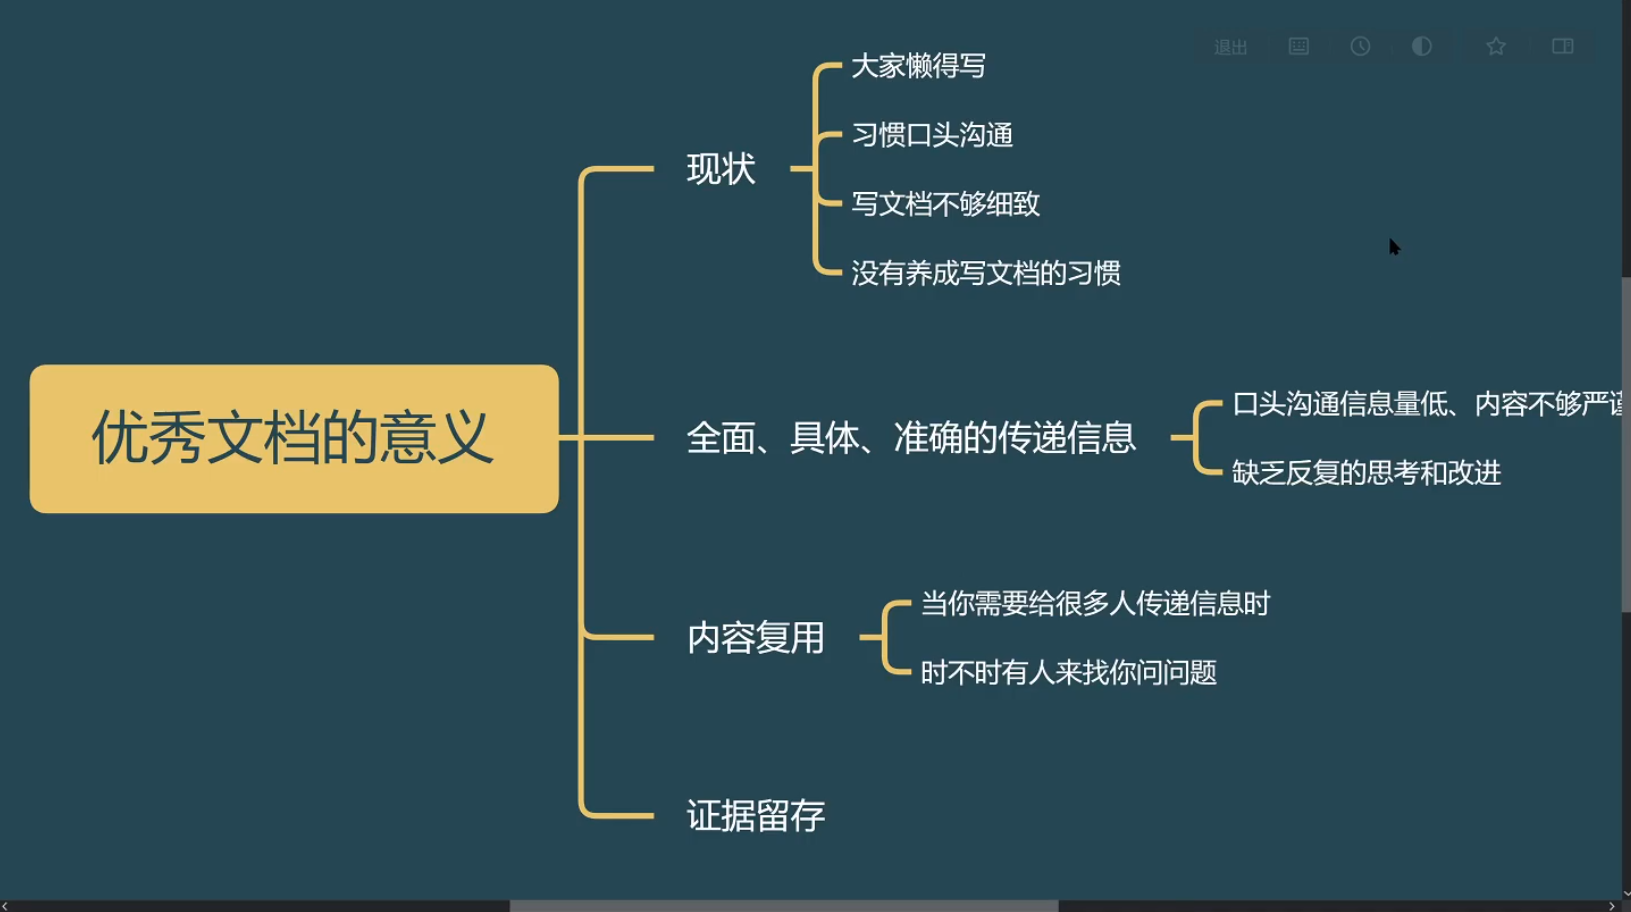 退出
大家懒得写
习惯口头沟通
现状
写文档不够细致
没有养成写文档的习惯
优秀文档的意义
全面、具体、准确的传递信息
口头沟通信息量低、内容不够严谨
缺乏反复的思考和改进
内容复用
当你需要给很多人传递信息时
时不时有人来找你问问题
证据留存